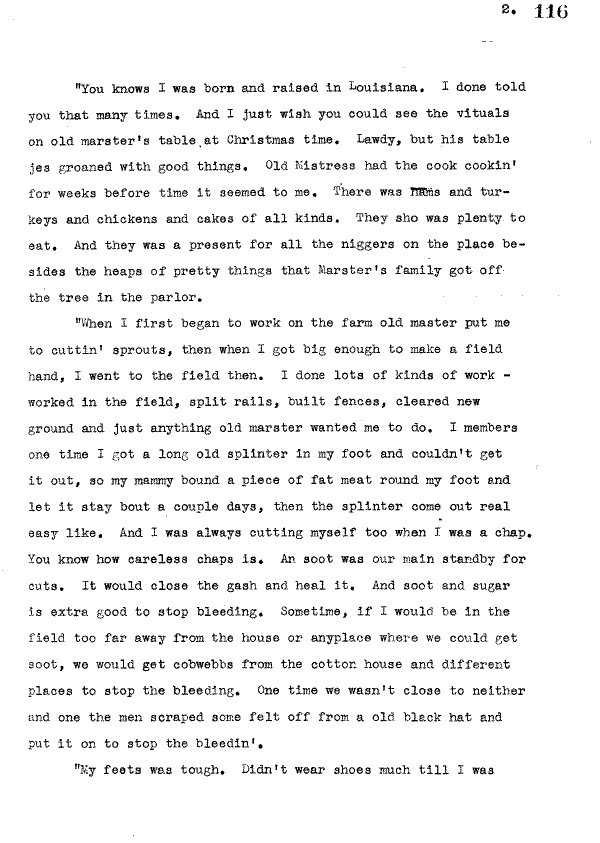 2. 116
"You knows I was born and raised in Louisiana. I done told
you that many times. And I just wish you could see the vituals
on old marster's table at Christmas time. Lawdy, but his table
jes groaned with good things. Old Mistress had the cook cookin'
for weeks before time it seemed to me. There was hams and tur-
keys and chickens and cakes of all kinds. They sho was plenty to
eat. And they was a present for all the niggers on the place be-
sides the heaps of pretty things that Marster's family got off
the tree in the parlor.
"When I first began to work on the farm old master put me
to cuttin' sprouts, then when I got big enough to make a field
hand, I went to the field then. I done lots of kinds of work -
worked in the field, split rails, built fences, cleared new
ground and just anything old marster wanted me to do. I members
one time I got a long old splinter in my foot and couldn't get
it out, so my mammy bound a piece of fat meat round my foot and
let it stay bout a couple days, then the splinter come out real
easy like. And I was always cutting myself too when I was a chap.
You know how careless chaps is. An soot was our main standby for
cuts. It would close the gash and heal it. And soot and sugar
is extra good to stop bleeding. Sometime, if I would be in the
field too far away from the house or anyplace where we could get
soot, we would get cobwebbs from the cotton house and different
places to stop the bleeding. One time we wasn't close to neither
and one the men scraped some felt off from a old black hat and
put it on to stop the bleedin'.
"My feets was tough. Didn't wear shoes much till I was